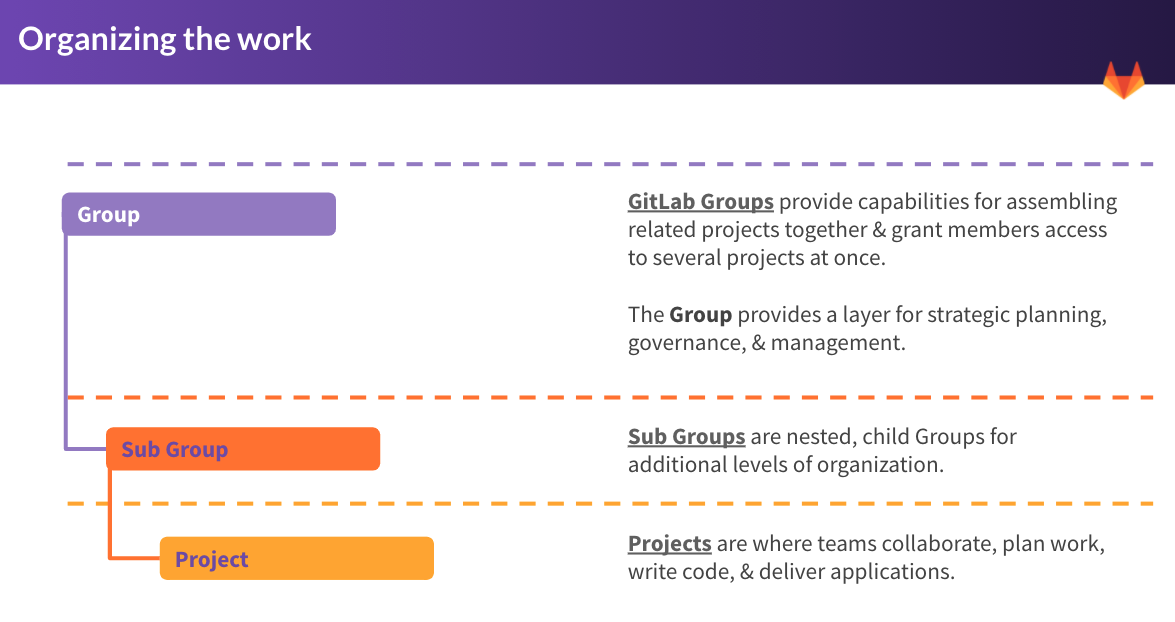 Organizing the work
Group
GitLab Groups provide capabilities for assembling
related projects together & grant members access
to several projects at once.
The Group provides a layer for strategic planning,
governance, & management.
Sub Group
Sub Groups are nested, child Groups for
additional levels of organization.
Project
Projects are where teams collaborate, plan work,
write code, & deliver applications.